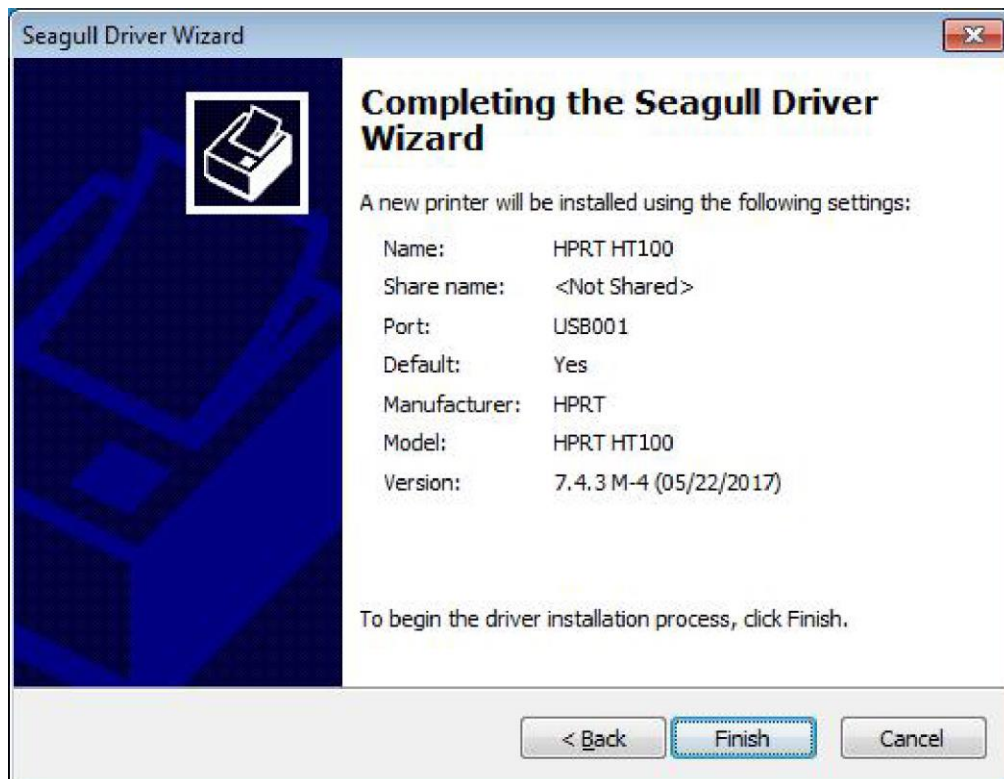 Seagull Driver Wizard
Completing the Seagull Driver
Wizard
A new printer will be installed using the following settings:
Name: HPRT HT100
Share name: <Not Shared>
Port: USB001
Default: Yes
Manufacturer: HPRT
Model: HPRT HT100
Version: 7.4.3 M-4 (05/22/2017)
To begin the driver installation process, click Finish.
< Back Finish Cancel